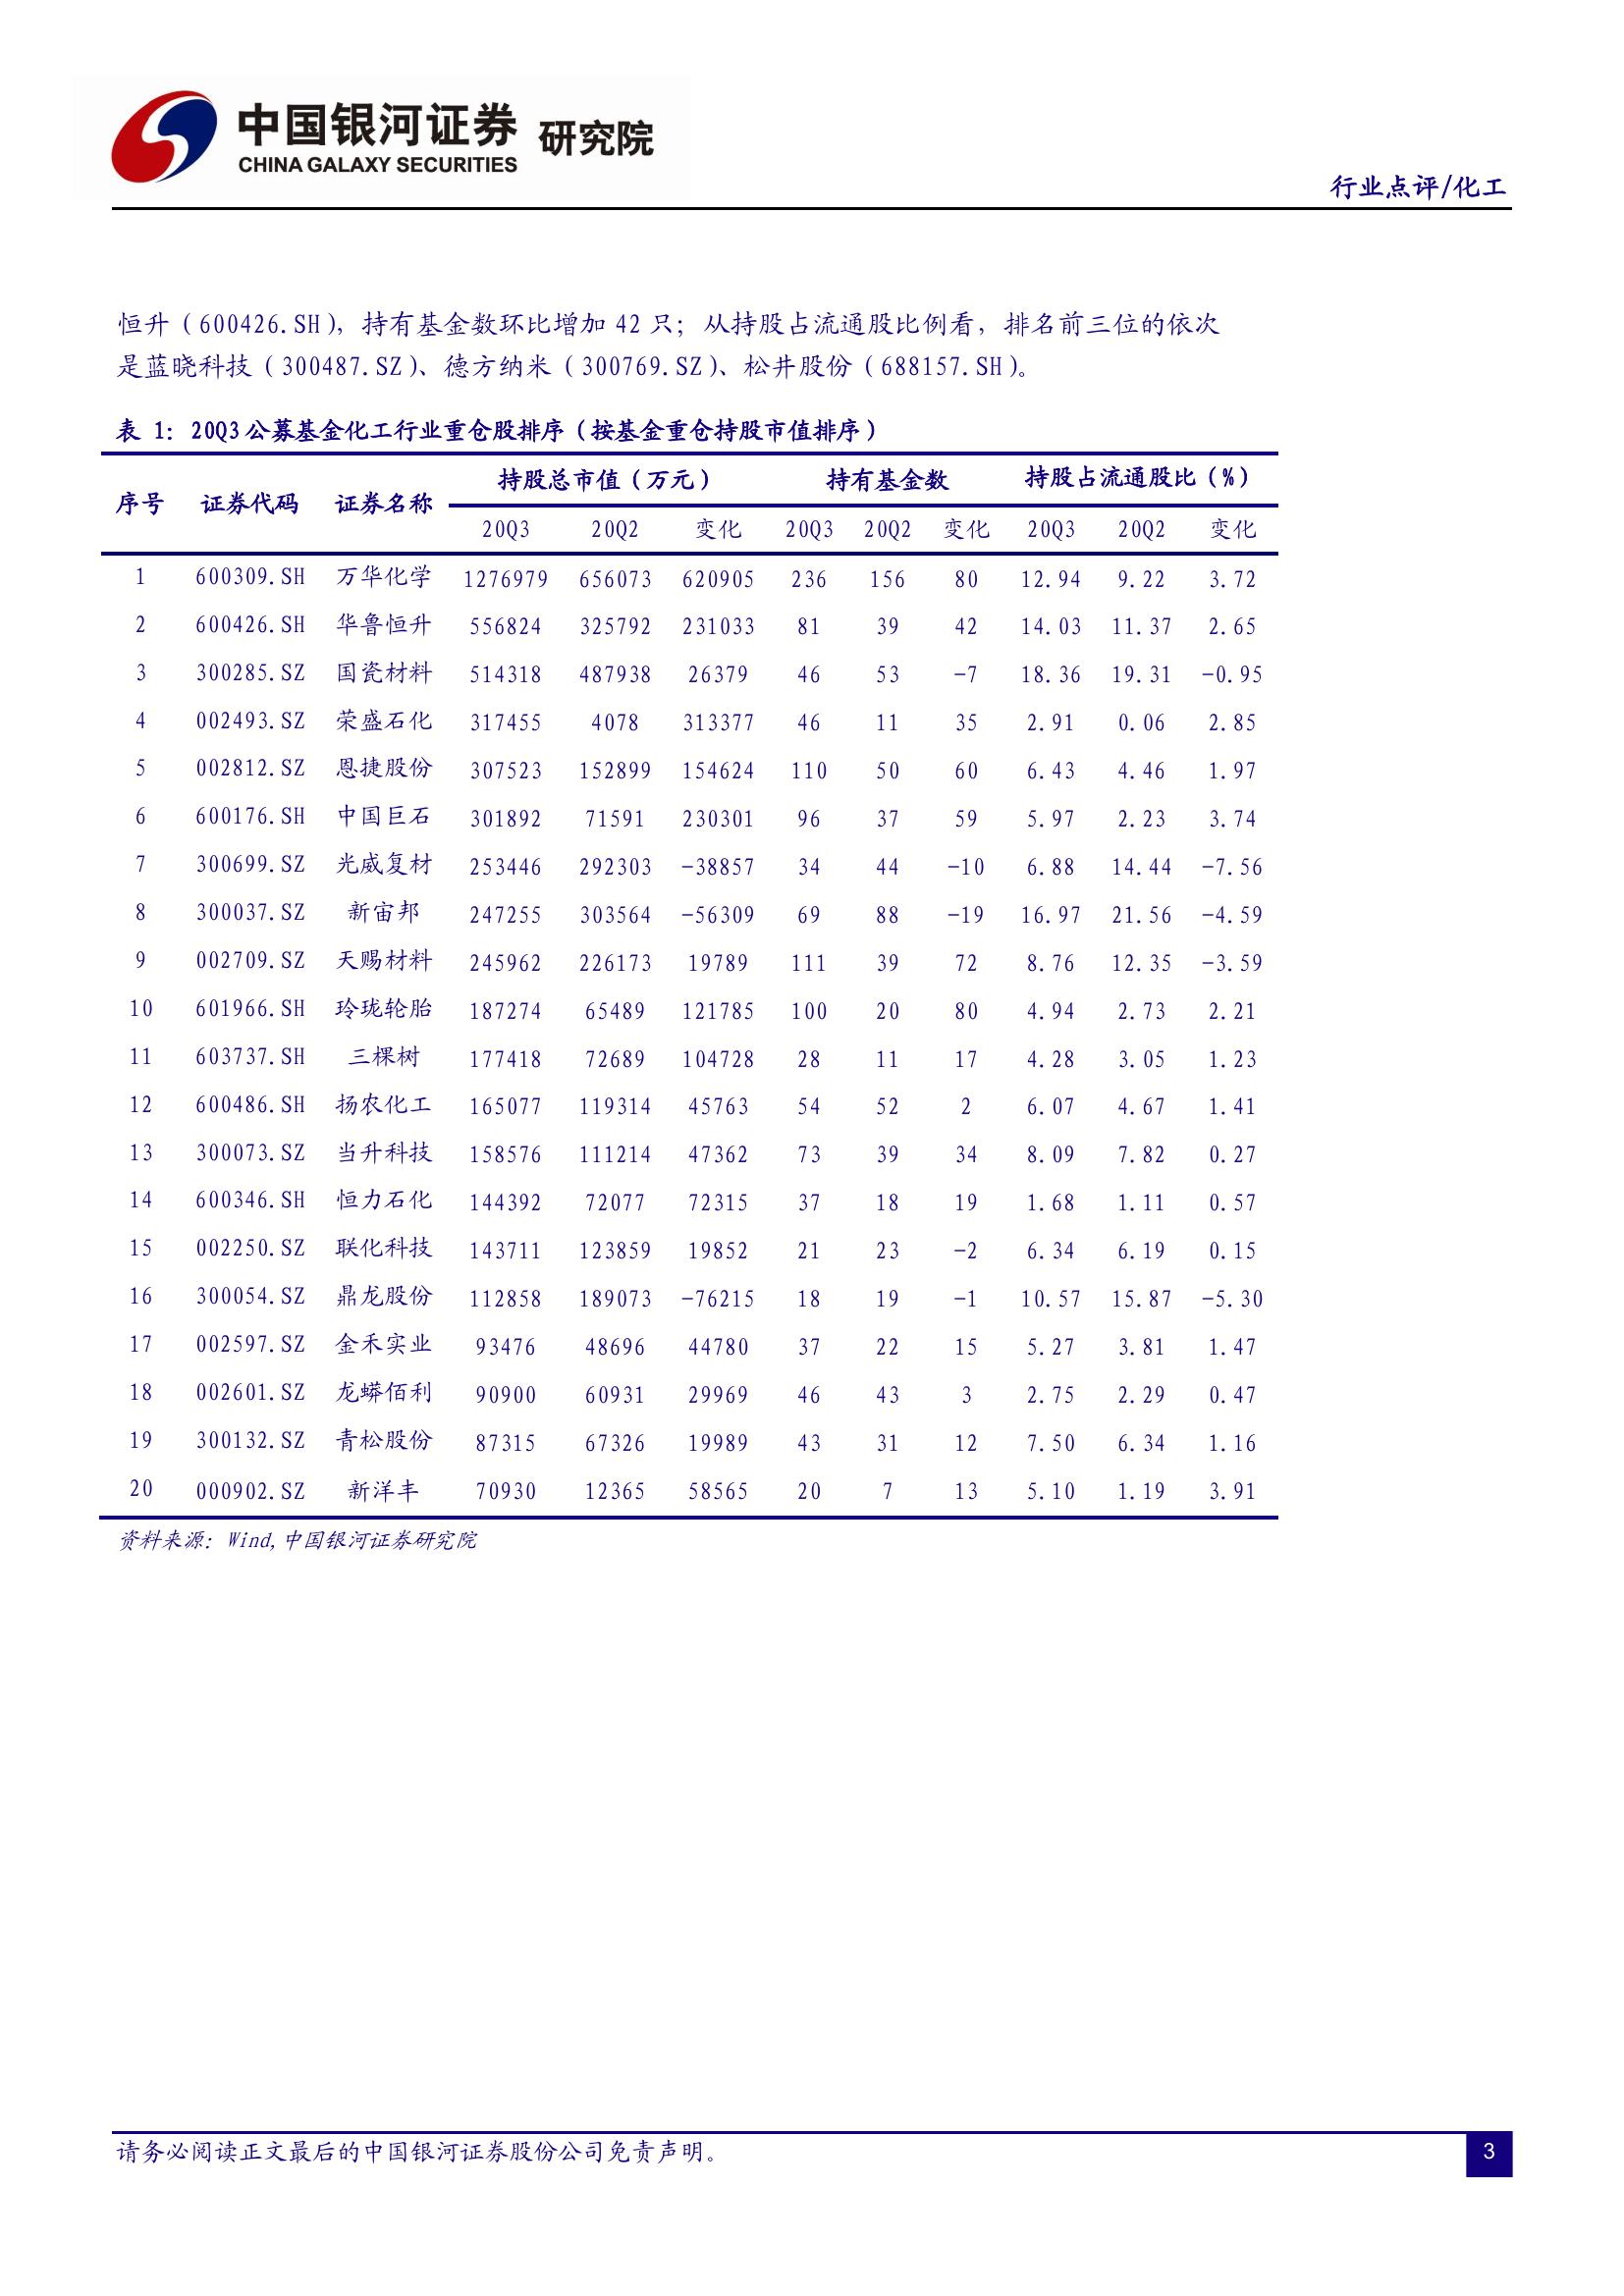 中国银河证券 研究院
CHINA GALAXY SECURITIES
行业点评/化工
恒升（600426.SH），持有基金数环比增加 42 只；从持股占流通股比例看，排名前三位的依次
是蓝晓科技（300487.SZ）、德方纳米（300769.SZ）、松井股份（688157.SH）。
表 1：20Q3 公募基金化工行业重仓股排序（按基金重仓持股市值排序）
序号 证券代码 证券名称 持股总市值（万元） 持有基金数 持股占流通股比（%）
20Q3 20Q2 变化 20Q3 20Q2 变化 20Q3 20Q2 变化
1 600309.SH 万华化学 1276979 656073 620905 236 156 80 12.94 9.22 3.72
2 600426.SH 华鲁恒升 556824 325792 231033 81 39 42 14.03 11.37 2.65
3 300285.SZ 国瓷材料 514318 487938 26379 46 53 -7 18.36 19.31 -0.95
4 002493.SZ 荣盛石化 317455 4078 313377 46 11 35 2.91 0.06 2.85
5 002812.SZ 恩捷股份 307523 152899 154624 110 50 60 6.43 4.46 1.97
6 600176.SH 中国巨石 301892 71591 230301 96 37 59 5.97 2.23 3.74
7 300699.SZ 光威复材 253446 292303 -38857 34 44 -10 6.88 14.44 -7.56
8 300037.SZ 新宙邦 247255 303564 -56309 69 88 -19 16.97 21.56 -4.59
9 002709.SZ 天赐材料 245962 226173 19789 111 39 72 8.76 12.35 -3.59
10 601966.SH 玲珑轮胎 187274 65489 121785 100 20 80 4.94 2.73 2.21
11 603737.SH 三棵树 177418 72689 104728 28 11 17 4.28 3.05 1.23
12 600486.SH 扬农化工 165077 119314 45763 54 52 2 6.07 4.67 1.41
13 300073.SZ 当升科技 158576 111214 47362 73 39 34 8.09 7.82 0.27
14 600346.SH 恒力石化 144392 72077 72315 37 18 19 1.68 1.11 0.57
15 002250.SZ 联化科技 143711 123859 19852 21 23 -2 6.34 6.19 0.15
16 300054.SZ 鼎龙股份 112858 189073 -76215 18 19 -1 10.57 15.87 -5.30
17 002597.SZ 金禾实业 93476 48696 44780 37 22 15 5.27 3.81 1.47
18 002601.SZ 龙蟒佰利 90900 60931 29969 46 43 3 2.75 2.29 0.47
19 300132.SZ 青松股份 87315 67326 19989 43 31 12 7.50 6.34 1.16
20 000902.SZ 新洋丰 70930 12365 58565 20 7 13 5.10 1.19 3.91
资料来源：Wind,中国银河证券研究院
请务必阅读正文最后的中国银河证券股份公司免责声明。
3